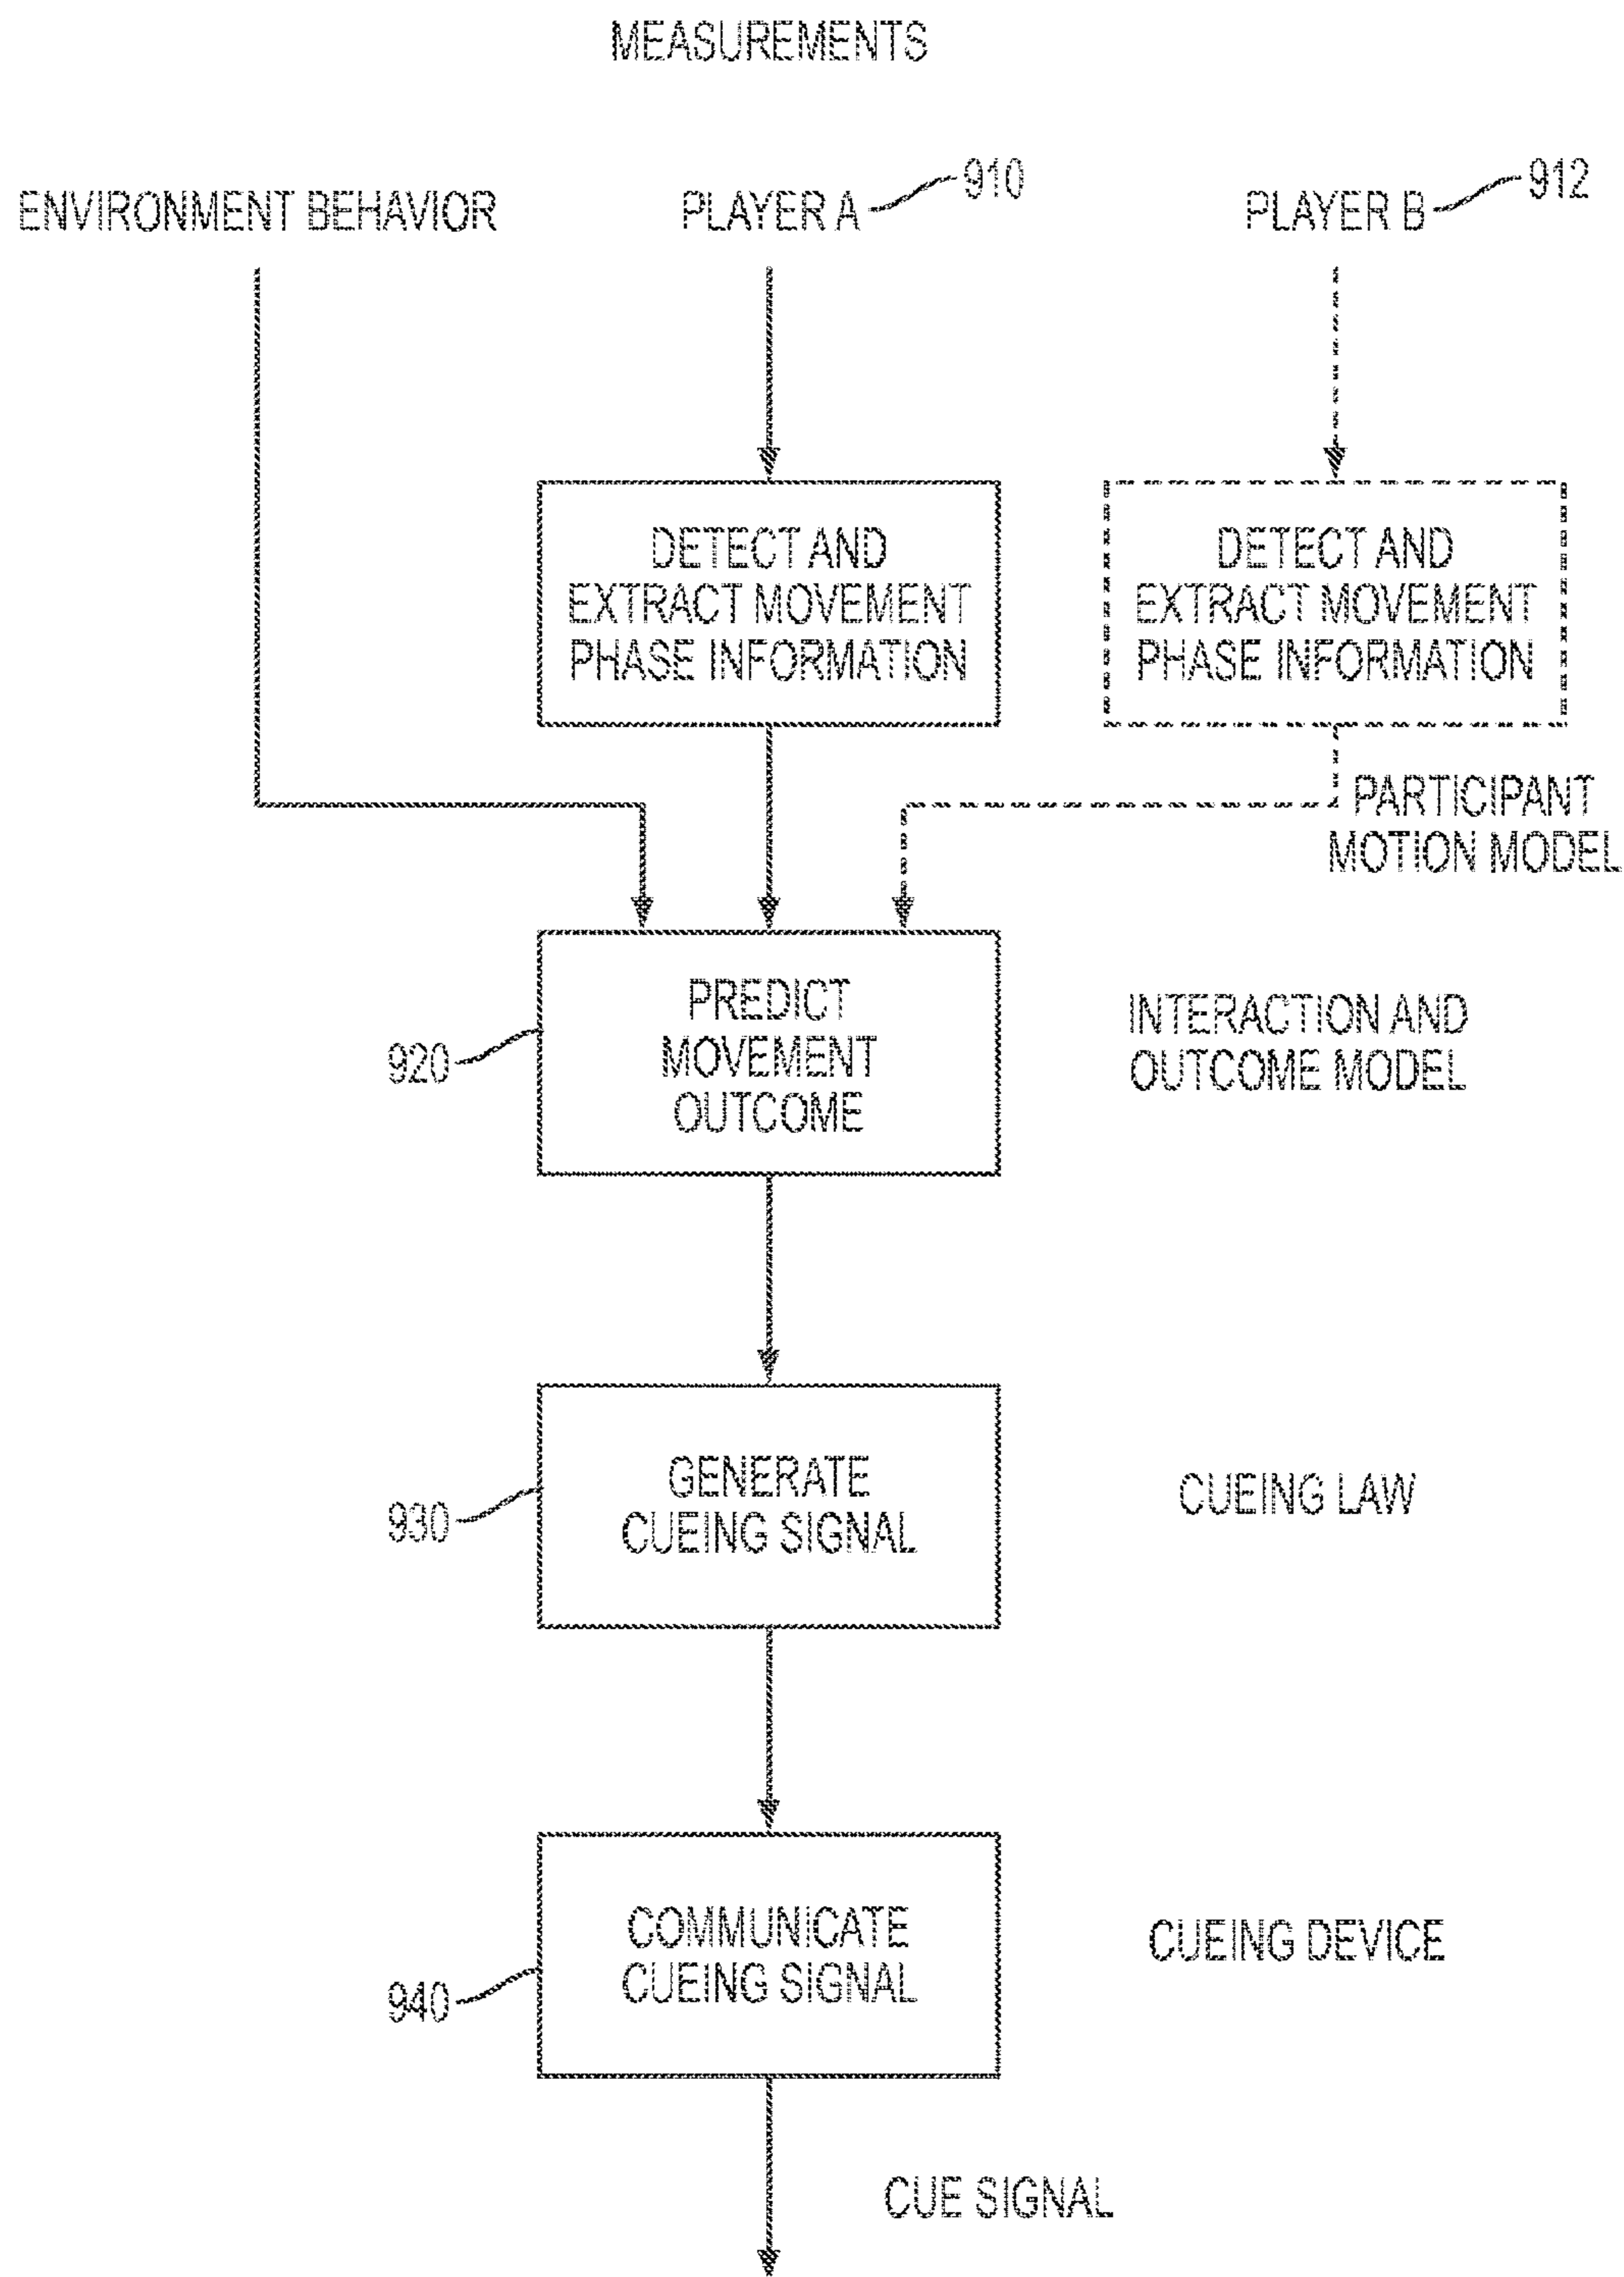 MEASUREMENTS
ENVIRONMENT BEHAVIOR
PLAYER A
910
PLAYER B
912
DETECT AND
EXTRACT MOVEMENT
PHASE INFORMATION
DETECT AND
EXTRACT MOVEMENT
PHASE INFORMATION
PARTICIPANT
MOTION MODEL
920
PREDICT
MOVEMENT
OUTCOME
INTERACTION AND
OUTCOME MODEL
930
GENERATE
CUEING SIGNAL
CUEING LAW
940
COMMUNICATE
CUEING SIGNAL
CUEING DEVICE
CUE SIGNAL